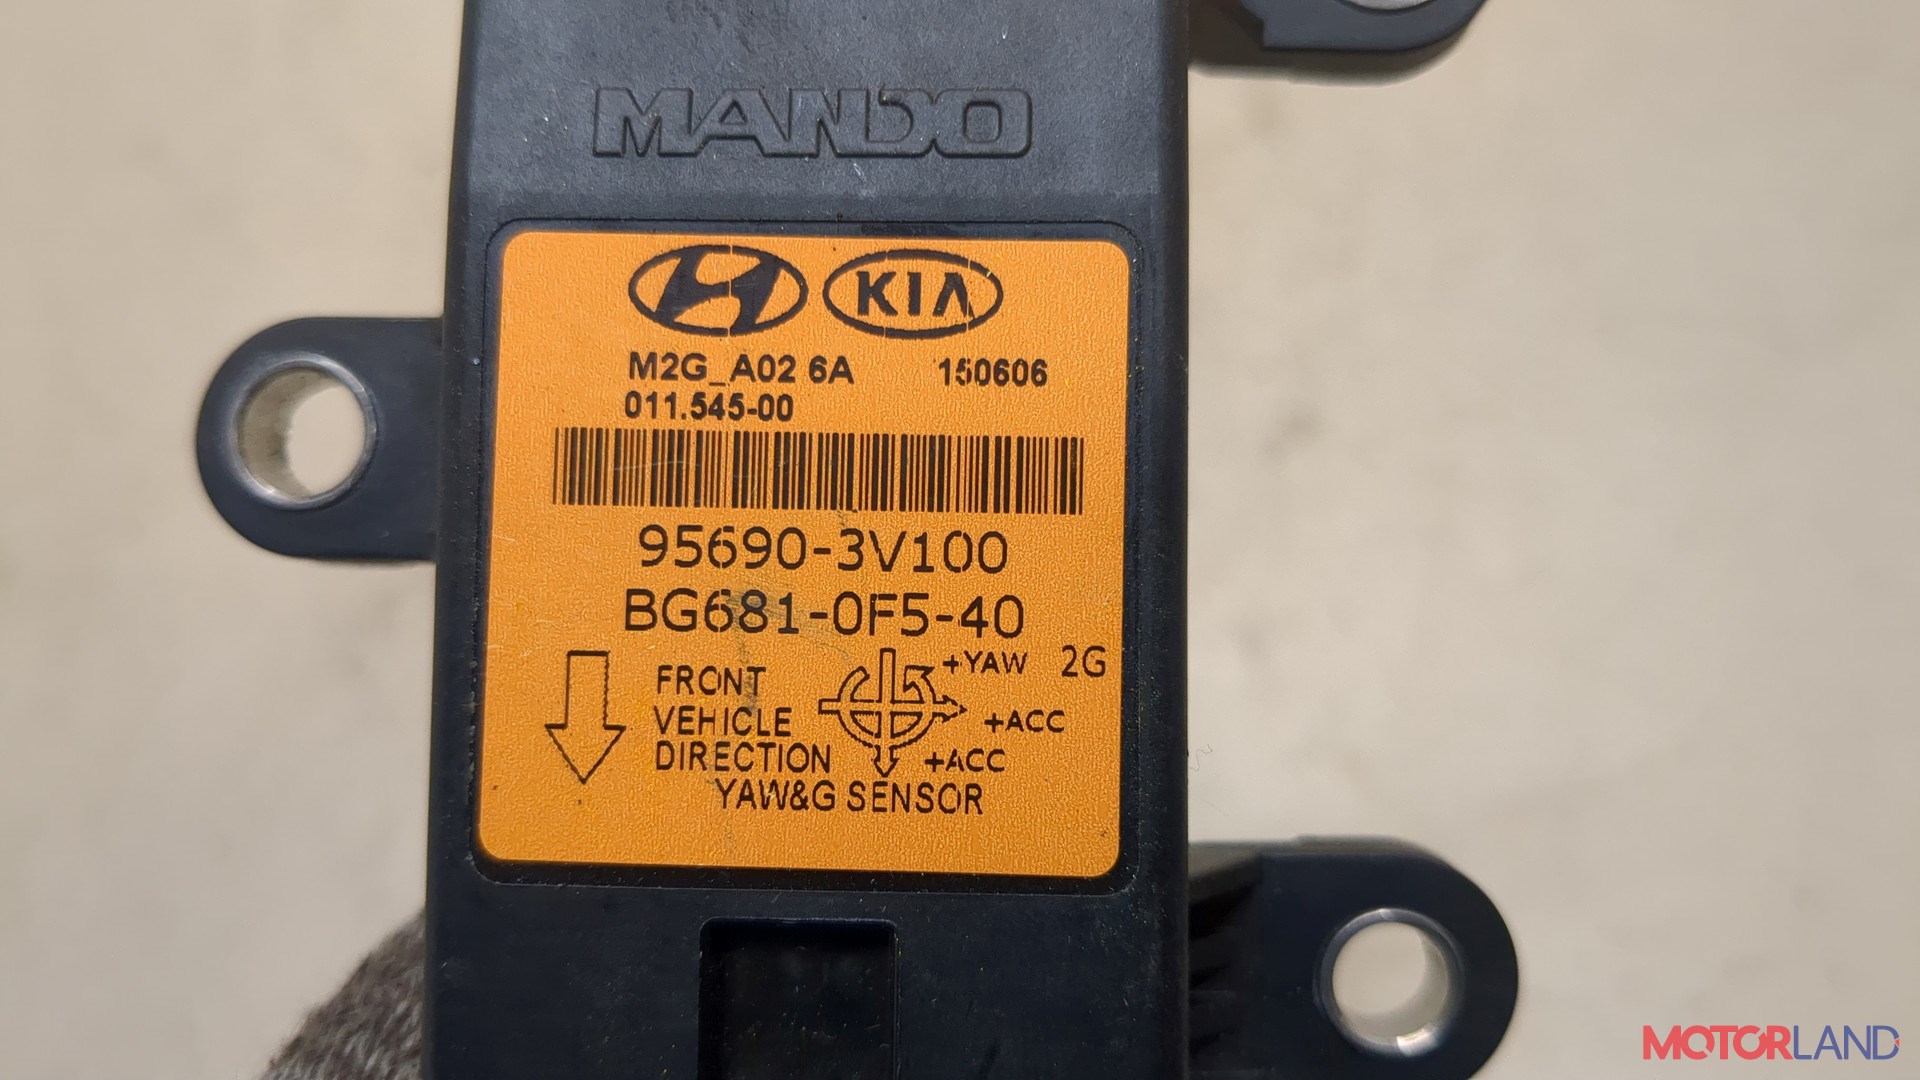 MANDO
KIA
M2G_A02 6A 150606
011.545-00
95690-3V100
BG681-0F5-40
+YAW 2G
FRONT
VEHICLE +ACC
DIRECTION +ACC
YAW&G SENSOR
MOTORLAND